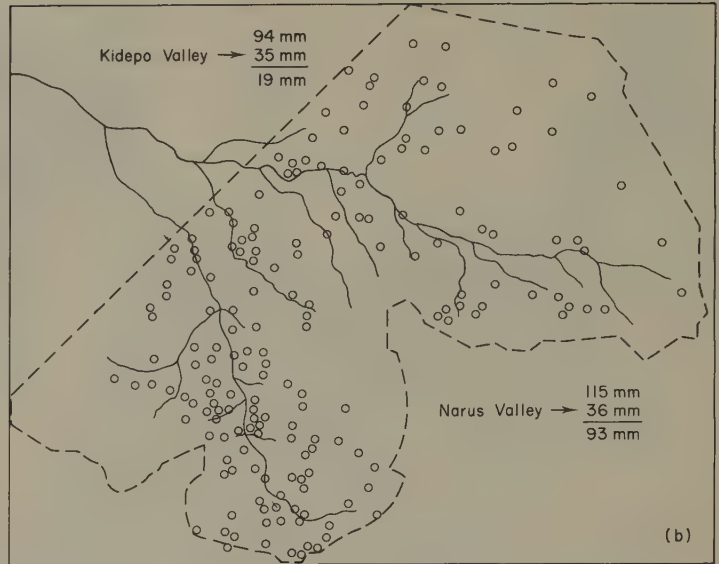 94 mm
Kidepo Valley → 35 mm
19 mm
115 mm
Narus Valley → 36 mm
93 mm
(b)